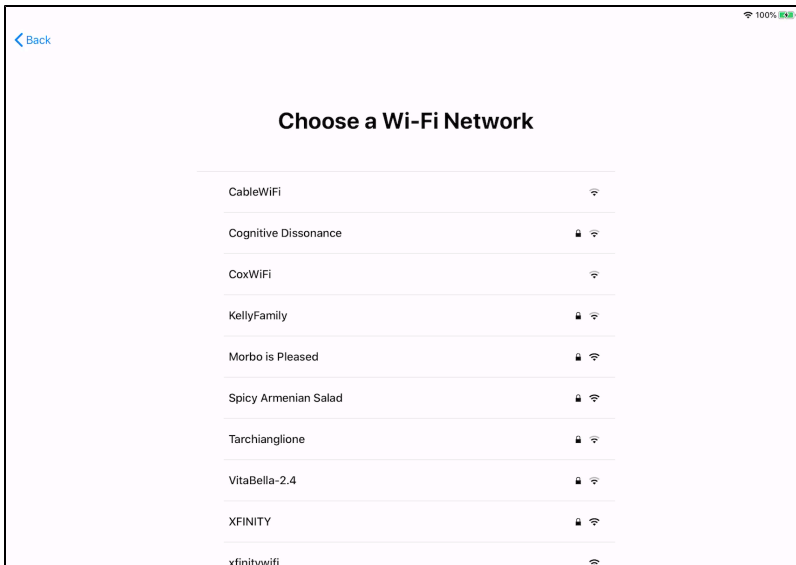 100%
Back
Choose a Wi-Fi Network
CableWiFi
Cognitive Dissonance
CoxWiFi
KellyFamily
Morbo is Pleased
Spicy Armenian Salad
Tarchianglione
VitaBella-2.4
XFINITY
xfinitywifi